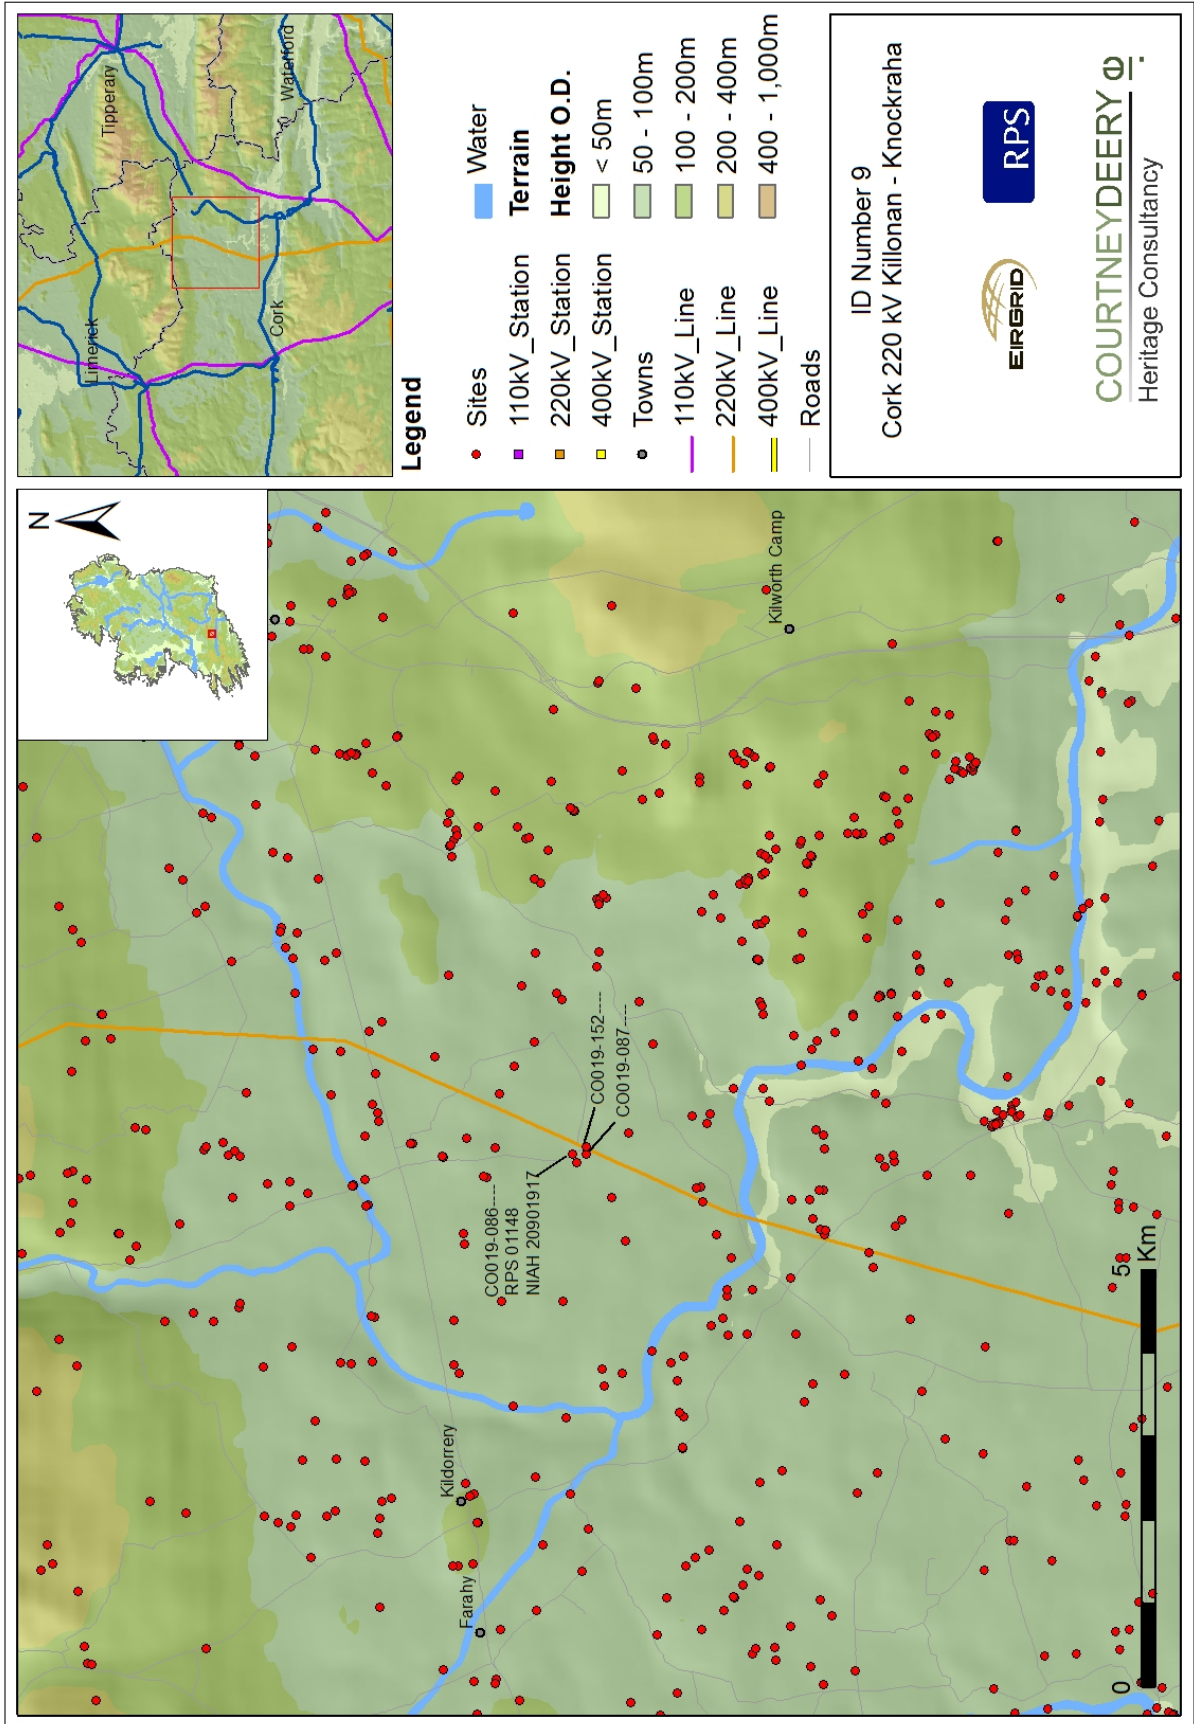 N
Farahy
Kildorrery
CO019-086----
RPS 01148
NIAH 20901917
CO019-152----
CO019-087----
Kilworth Camp
0
5
Km
Limerick
Tipperary
Cork
Waterford
Legend
Sites
110kV_Station
220kV_Station
400kV_Station
Towns
110kV_Line
220kV_Line
400kV_Line
Roads
Water
Terrain
Height O.D.
< 50m
50 - 100m
100 - 200m
200 - 400m
400 - 1,000m
ID Number 9
Cork 220 kV Killonan - Knockraha
EIRGRID
RPS
COURTNEYDEERY
Heritage Consultancy